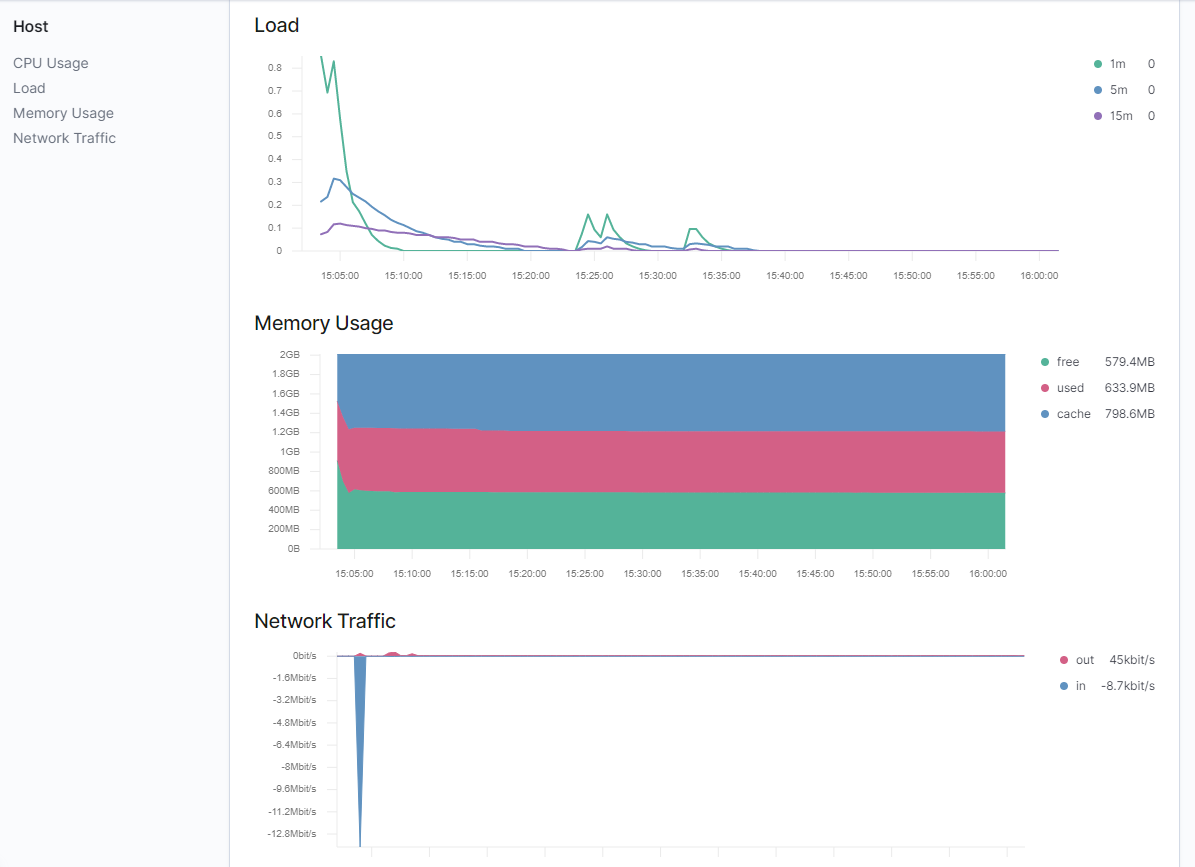 Host
CPU Usage
Load
Memory Usage
Network Traffic
Load
0.8
0.7
0.6
0.5
0.4
0.3
0.2
0.1
0
15:05:00 15:10:00 15:15:00 15:20:00 15:25:00 15:30:00 15:35:00 15:40:00 15:45:00 15:50:00 15:55:00 16:00:00
1m 0
5m 0
15m 0
Memory Usage
2GB
1.8GB
1.6GB
1.4GB
1.2GB
1GB
800MB
600MB
400MB
200MB
0B
15:05:00 15:10:00 15:15:00 15:20:00 15:25:00 15:30:00 15:35:00 15:40:00 15:45:00 15:50:00 15:55:00 16:00:00
free 579.4MB
used 633.9MB
cache 798.6MB
Network Traffic
0bit/s
-1.6Mbit/s
-3.2Mbit/s
-4.8Mbit/s
-6.4Mbit/s
-8Mbit/s
-9.6Mbit/s
-11.2Mbit/s
-12.8Mbit/s
out 45kbit/s
in -8.7kbit/s